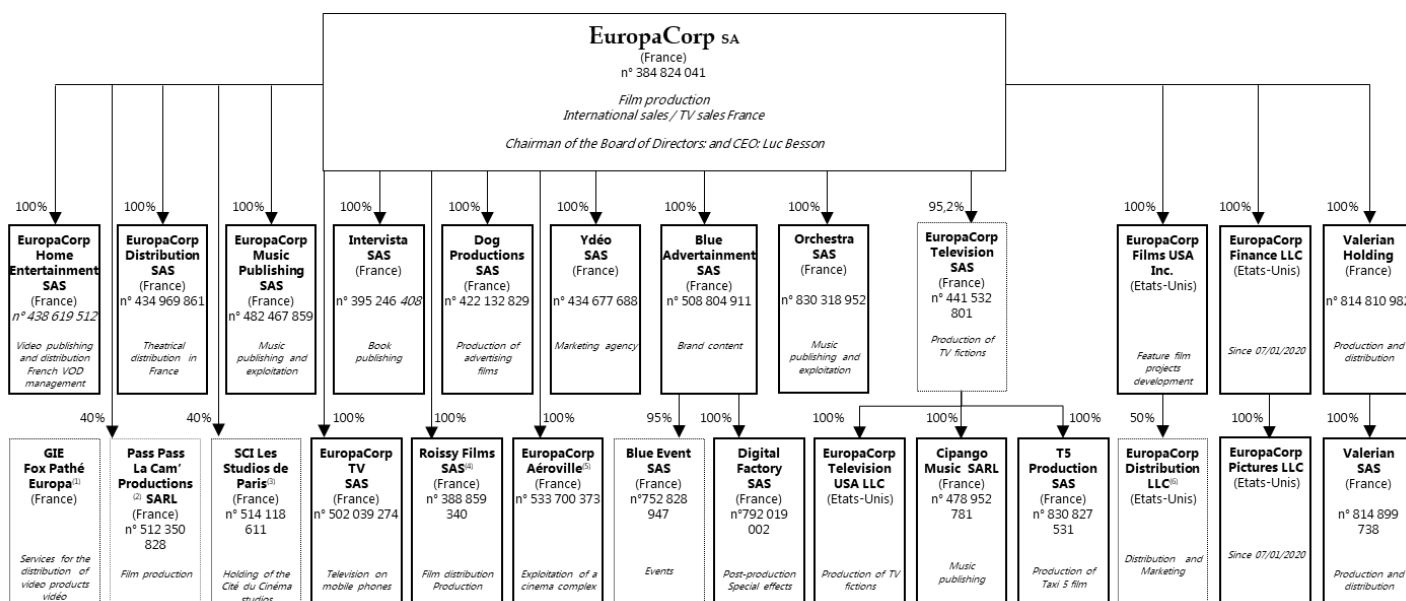 EuropaCorp SA
(France)
n° 384 824 041
Film production
International sales / TV sales France
Chairman of the Board of Directors: and CEO: Luc Besson
100%
100%
100%
100%
100%
100%
100%
100%
95,2%
100%
100%
100%
EuropaCorp
Home
Entertainment
SAS
(France)
n° 438 619 512
Video publishing
and distribution
French VOD
management
EuropaCorp
Distribution
SAS
(France)
n° 434 969 861
Theatrical
distribution in
France
EuropaCorp
Music
Publishing
SAS
(France)
n° 482 467 859
Music
publishing and
exploitation
Intervista
SAS
(France)
n° 395 246 408
Book
publishing
Dog
Productions
SAS
(France)
n° 422 132 829
Production of
advertising
films
Ydéo
SAS
(France)
n° 434 677 688
Marketing agency
Blue
Advertainment
SAS
(France)
n° 508 804 911
Brand content
Orchestra
SAS
(France)
n° 830 318 952
Music
publishing and
exploitation
EuropaCorp
Television
SAS
(France)
n° 441 532
801
Production of
TV fictions
EuropaCorp
Films USA
Inc.
(Etats-Unis)
Feature film
projects
development
EuropaCorp
Finance LLC
(Etats-Unis)
Since 07/01/2020
Valerian
Holding
(France)
n° 814 810 982
Production and
distribution
40%
40%
100%
100%
100%
95%
100%
100%
100%
100%
50%
100%
100%
GIE
Fox Pathé
Europa(1)
(France)
Services for the
distribution of
video products
vidéo
Pass Pass
La Cam'
Productions
(2) SARL
(France)
n° 512 350
828
Film production
SCI Les
Studios de
Paris(3)
(France)
n° 514 118
611
Holding of the
Cité du Cinéma
studios
EuropaCorp
TV
SAS
(France)
n° 502 039 274
Television on
mobile phones
Roissy Films
SAS(4)
(France)
n° 388 859
340
Film distribution
Production
EuropaCorp
Aéroville(5)
(France)
n° 533 700 373
Exploitation of a
cinema complex
Blue Event
SAS
(France)
n°752 828
947
Events
Digital
Factory
SAS
(France)
n°792 019
002
Post-production
Special effects
EuropaCorp
Television
USA LLC
(Etats-Unis)
Production of TV
fictions
Cipango
Music SARL
(France)
n° 478 952
781
Music
publishing
T5
Production
SAS
(France)
n° 830 827
531
Production of
Taxi 5 film
EuropaCorp
Distribution
LLC(6)
(Etats-Unis)
Distribution and
Marketing
EuropaCorp
Pictures LLC
(Etats-Unis)
Since 07/01/2020
Valerian
SAS
(France)
n° 814 899
738
Production and
distribution